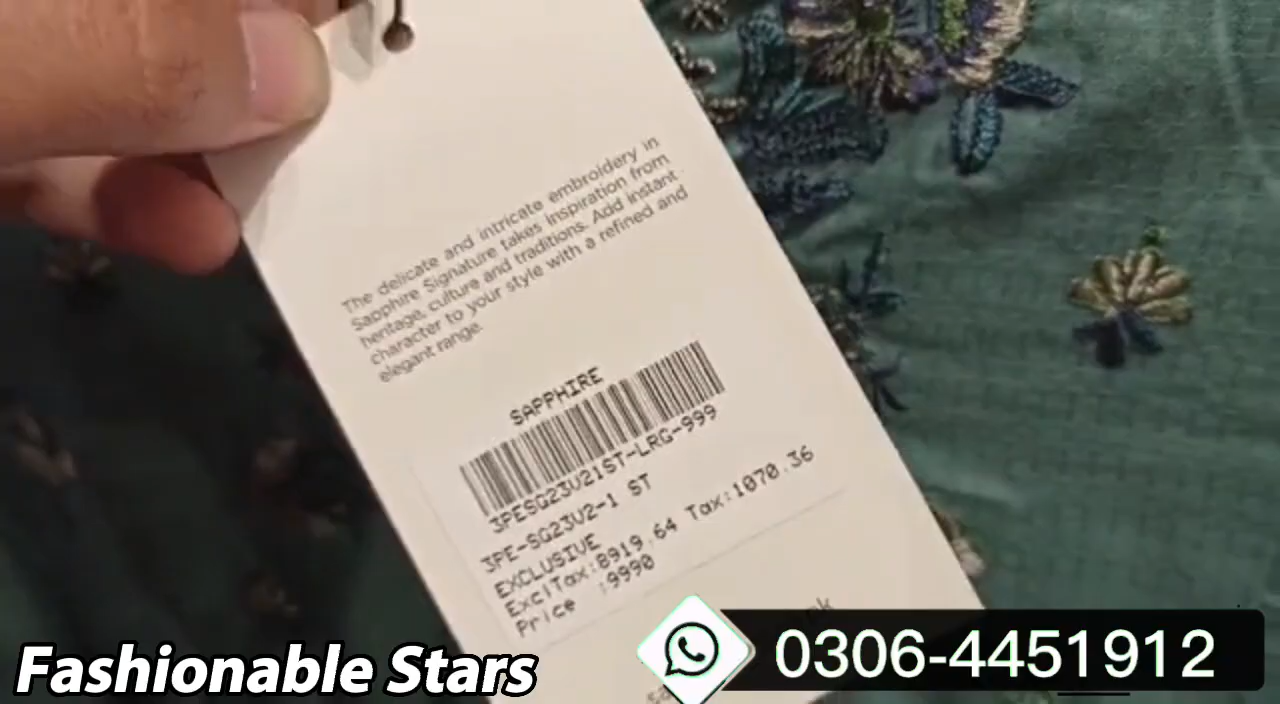 The delicate and intricate embroidery in
Sapphire Signature takes inspiration from
heritage, culture and traditions. Add instant
character to your style with a refined and
elegant range.
SAPPHIRE
3PESG23V21ST-LRG-999
3PE-SG23V2-1 ST
EXCLUSIVE
ExclTax:8919.64 Tax:1070.36
Price :9990
Fashionable Stars
0306-4451912